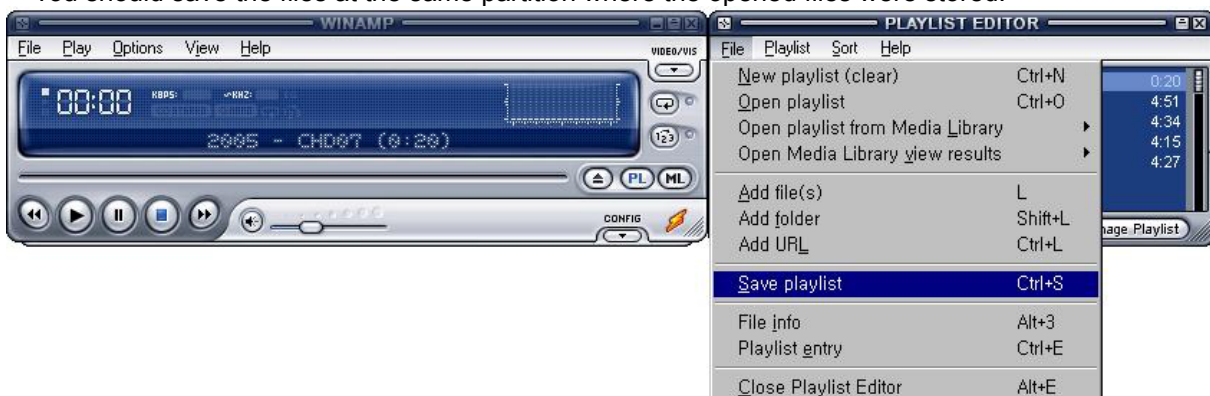 You should save the files at the same partition where the opened files were stored.
WINAMP
File Play Options View Help
VIDEO/VIS
00:00 KBPS: KHZ:
2005 - CHD07 (0:20)
PL ML
CONFIG
PLAYLIST EDITOR
File Playlist Sort Help
New playlist (clear) Ctrl+N
Open playlist Ctrl+O
Open playlist from Media Library
Open Media Library view results
Add file(s) L
Add folder Shift+L
Add URL Ctrl+L
Save playlist Ctrl+S
File info Alt+3
Playlist entry Ctrl+E
Close Playlist Editor Alt+E
0:20
4:51
4:34
4:15
4:27
Playlist